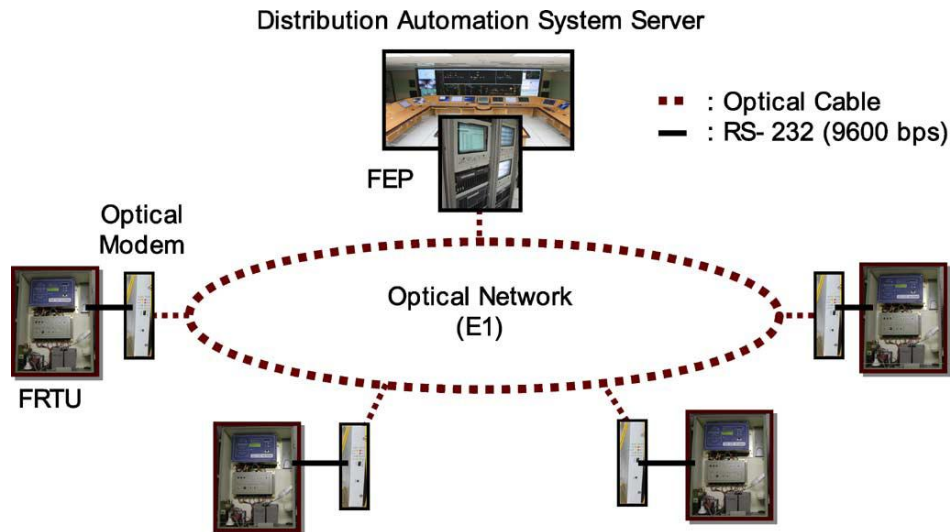 Distribution Automation System Server
: Optical Cable
: RS- 232 (9600 bps)
FEP
Optical
Modem
Optical Network
(E1)
FRTU